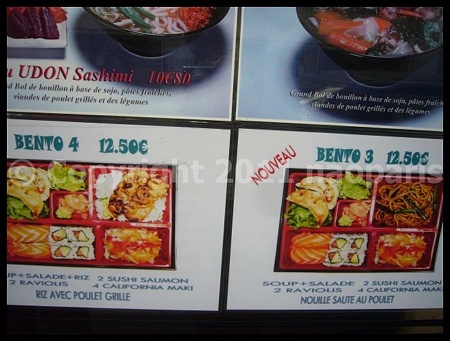 UDON Sashimi 10€80
Bol de bouillon à base de soja, pâtes fraîches,
viandes de poulet grillés et des légumes
Grand Bol de bouillon à base de soja, pâtes fraîch
viandes de poulet grillés et des légumes
BENTO 4 12.50€
SOUP+SALADE+RIZ 2 SUSHI SAUMON
2 RAVIOLIS 4 CALIFORNIA MAKI
RIZ AVEC POULET GRILLE
NOUVEAU
BENTO 3 12.50€
SOUP+SALADE 2 SUSHI SAUMON
2 RAVIOLIS 4 CALIFORNIA MAKI
NOUILLE SAUTE AU POULET
© Copyright